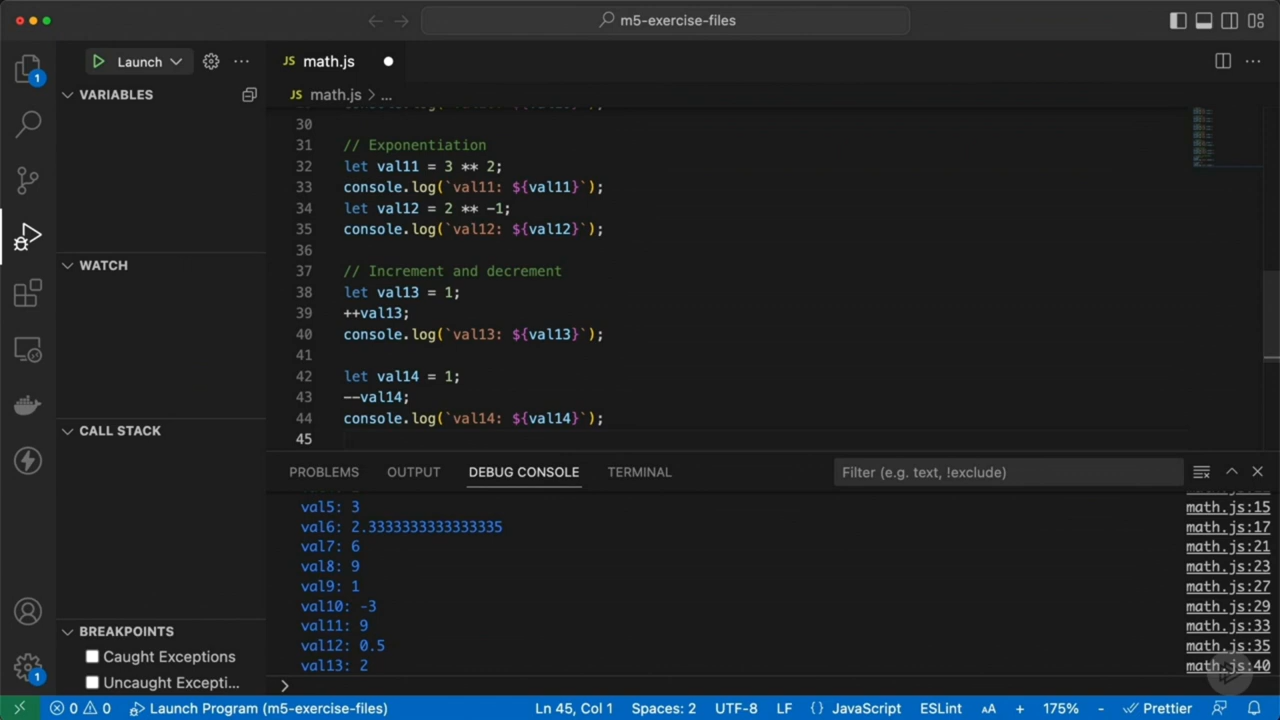 m5-exercise-files
Launch
JS math.js
1
VARIABLES
JS math.js > ...
30
31 // Exponentiation
32 let val11 = 3 ** 2;
33 console.log(`val11: ${val11}`);
34 let val12 = 2 ** -1;
35 console.log(`val12: ${val12}`);
36
37 // Increment and decrement
38 let val13 = 1;
39 ++val13;
40 console.log(`val13: ${val13}`);
41
42 let val14 = 1;
43 --val14;
44 console.log(`val14: ${val14}`);
45
WATCH
CALL STACK
PROBLEMS OUTPUT DEBUG CONSOLE TERMINAL Filter (e.g. text, !exclude)
val5: 3 math.js:15
val6: 2.3333333333333335 math.js:17
val7: 6 math.js:21
val8: 9 math.js:23
val9: 1 math.js:27
val10: -3 math.js:29
val11: 9 math.js:33
val12: 0.5 math.js:35
val13: 2 math.js:40
>
BREAKPOINTS
Caught Exceptions
Uncaught Excepti...
1
0 0 Launch Program (m5-exercise-files) Ln 45, Col 1 Spaces: 2 UTF-8 LF {} JavaScript ESLint AA + 175% - Prettier